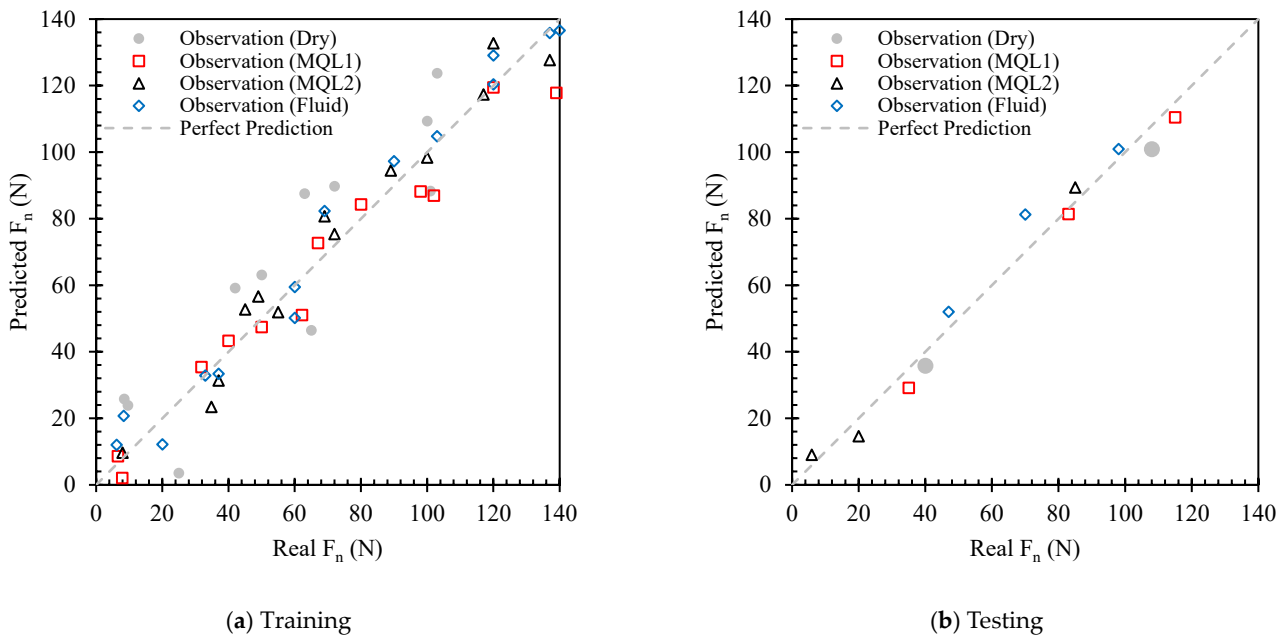 140
120
100
80
60
40
20
0
Predicted Fn (N)
Observation (Dry)
Observation (MQL1)
Observation (MQL2)
Observation (Fluid)
Perfect Prediction
0 20 40 60 80 100 120 140
Real Fn (N)
(a) Training
140
120
100
80
60
40
20
0
Predicted Fn (N)
Observation (Dry)
Observation (MQL1)
Observation (MQL2)
Observation (Fluid)
Perfect Prediction
0 20 40 60 80 100 120 140
Real Fn (N)
(b) Testing